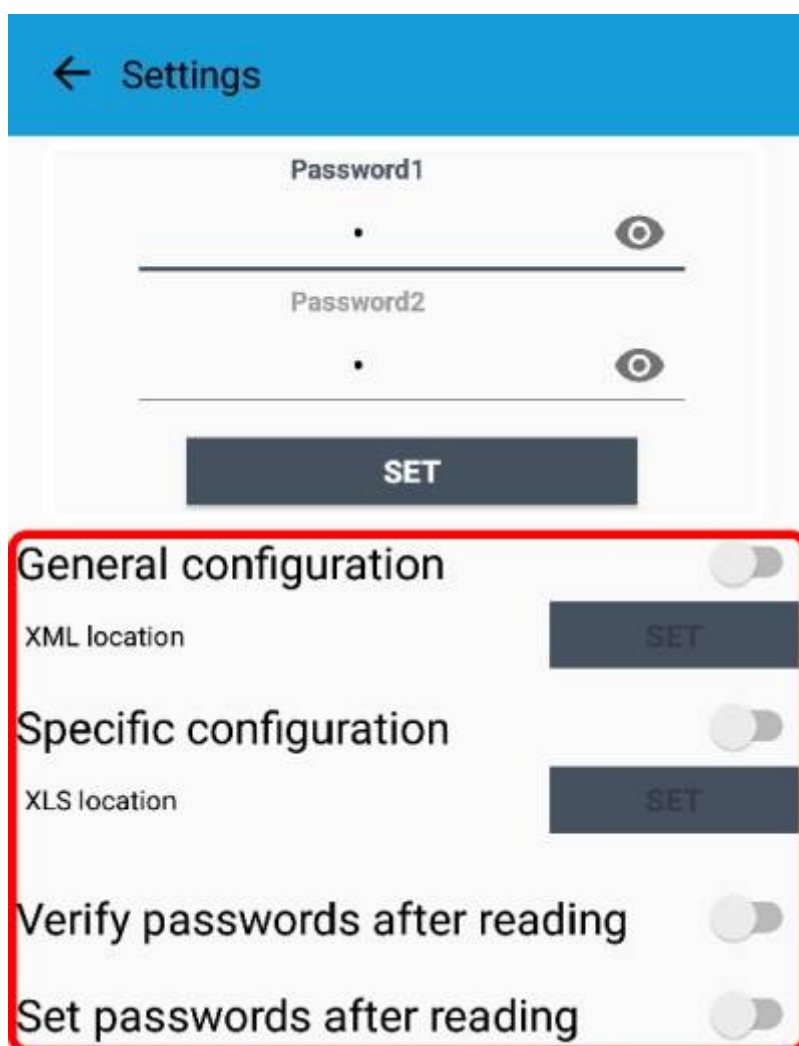 Settings
Password1
•
Password2
•
SET
General configuration
XML location
SET
Specific configuration
XLS location
SET
Verify passwords after reading
Set passwords after reading